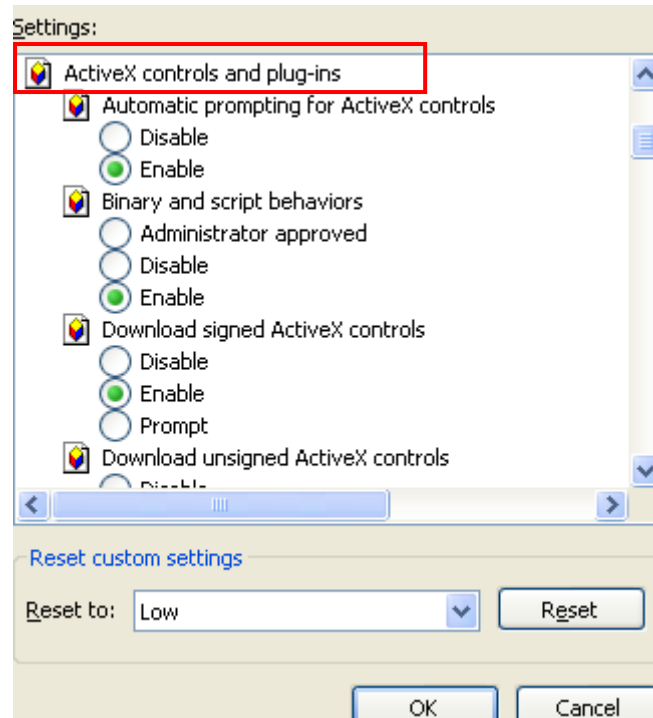 Settings:
ActiveX controls and plug-ins
Automatic prompting for ActiveX controls
Disable
Enable
Binary and script behaviors
Administrator approved
Disable
Enable
Download signed ActiveX controls
Disable
Enable
Prompt
Download unsigned ActiveX controls
Disable
Reset custom settings
Reset to: Low Reset
OK Cancel